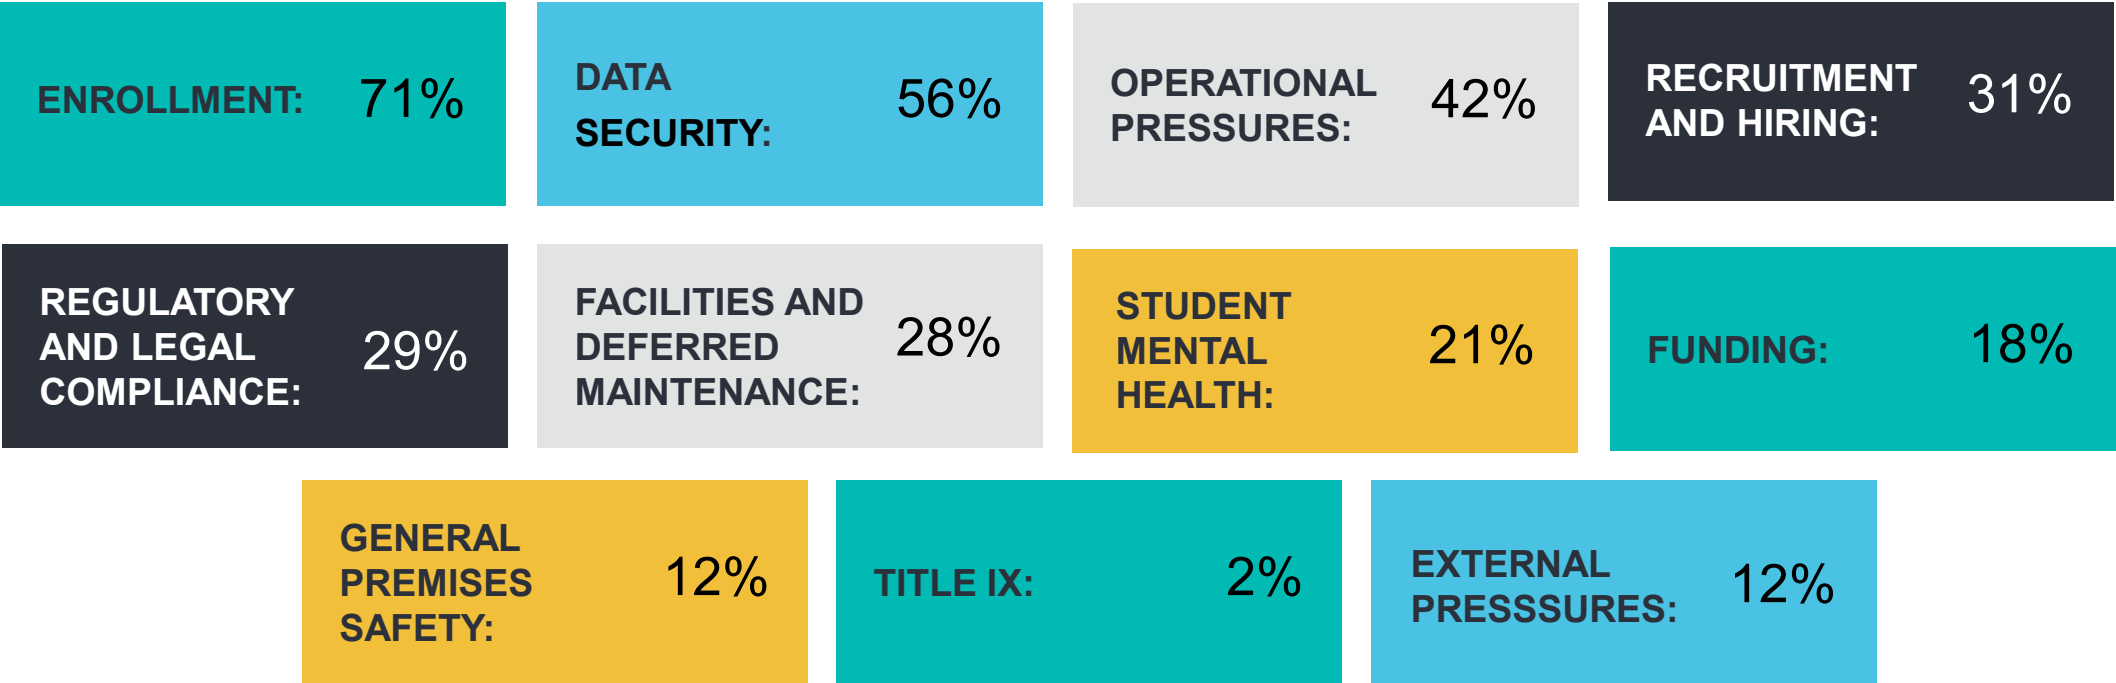 ENROLLMENT: 71%
DATA
SECURITY: 56%
OPERATIONAL
PRESSURES: 42%
RECRUITMENT
AND HIRING: 31%
REGULATORY
AND LEGAL
COMPLIANCE: 29%
FACILITIES AND
DEFERRED
MAINTENANCE: 28%
STUDENT
MENTAL
HEALTH: 21%
FUNDING: 18%
GENERAL
PREMISES
SAFETY: 12%
TITLE IX: 2%
EXTERNAL
PRESSSURES: 12%